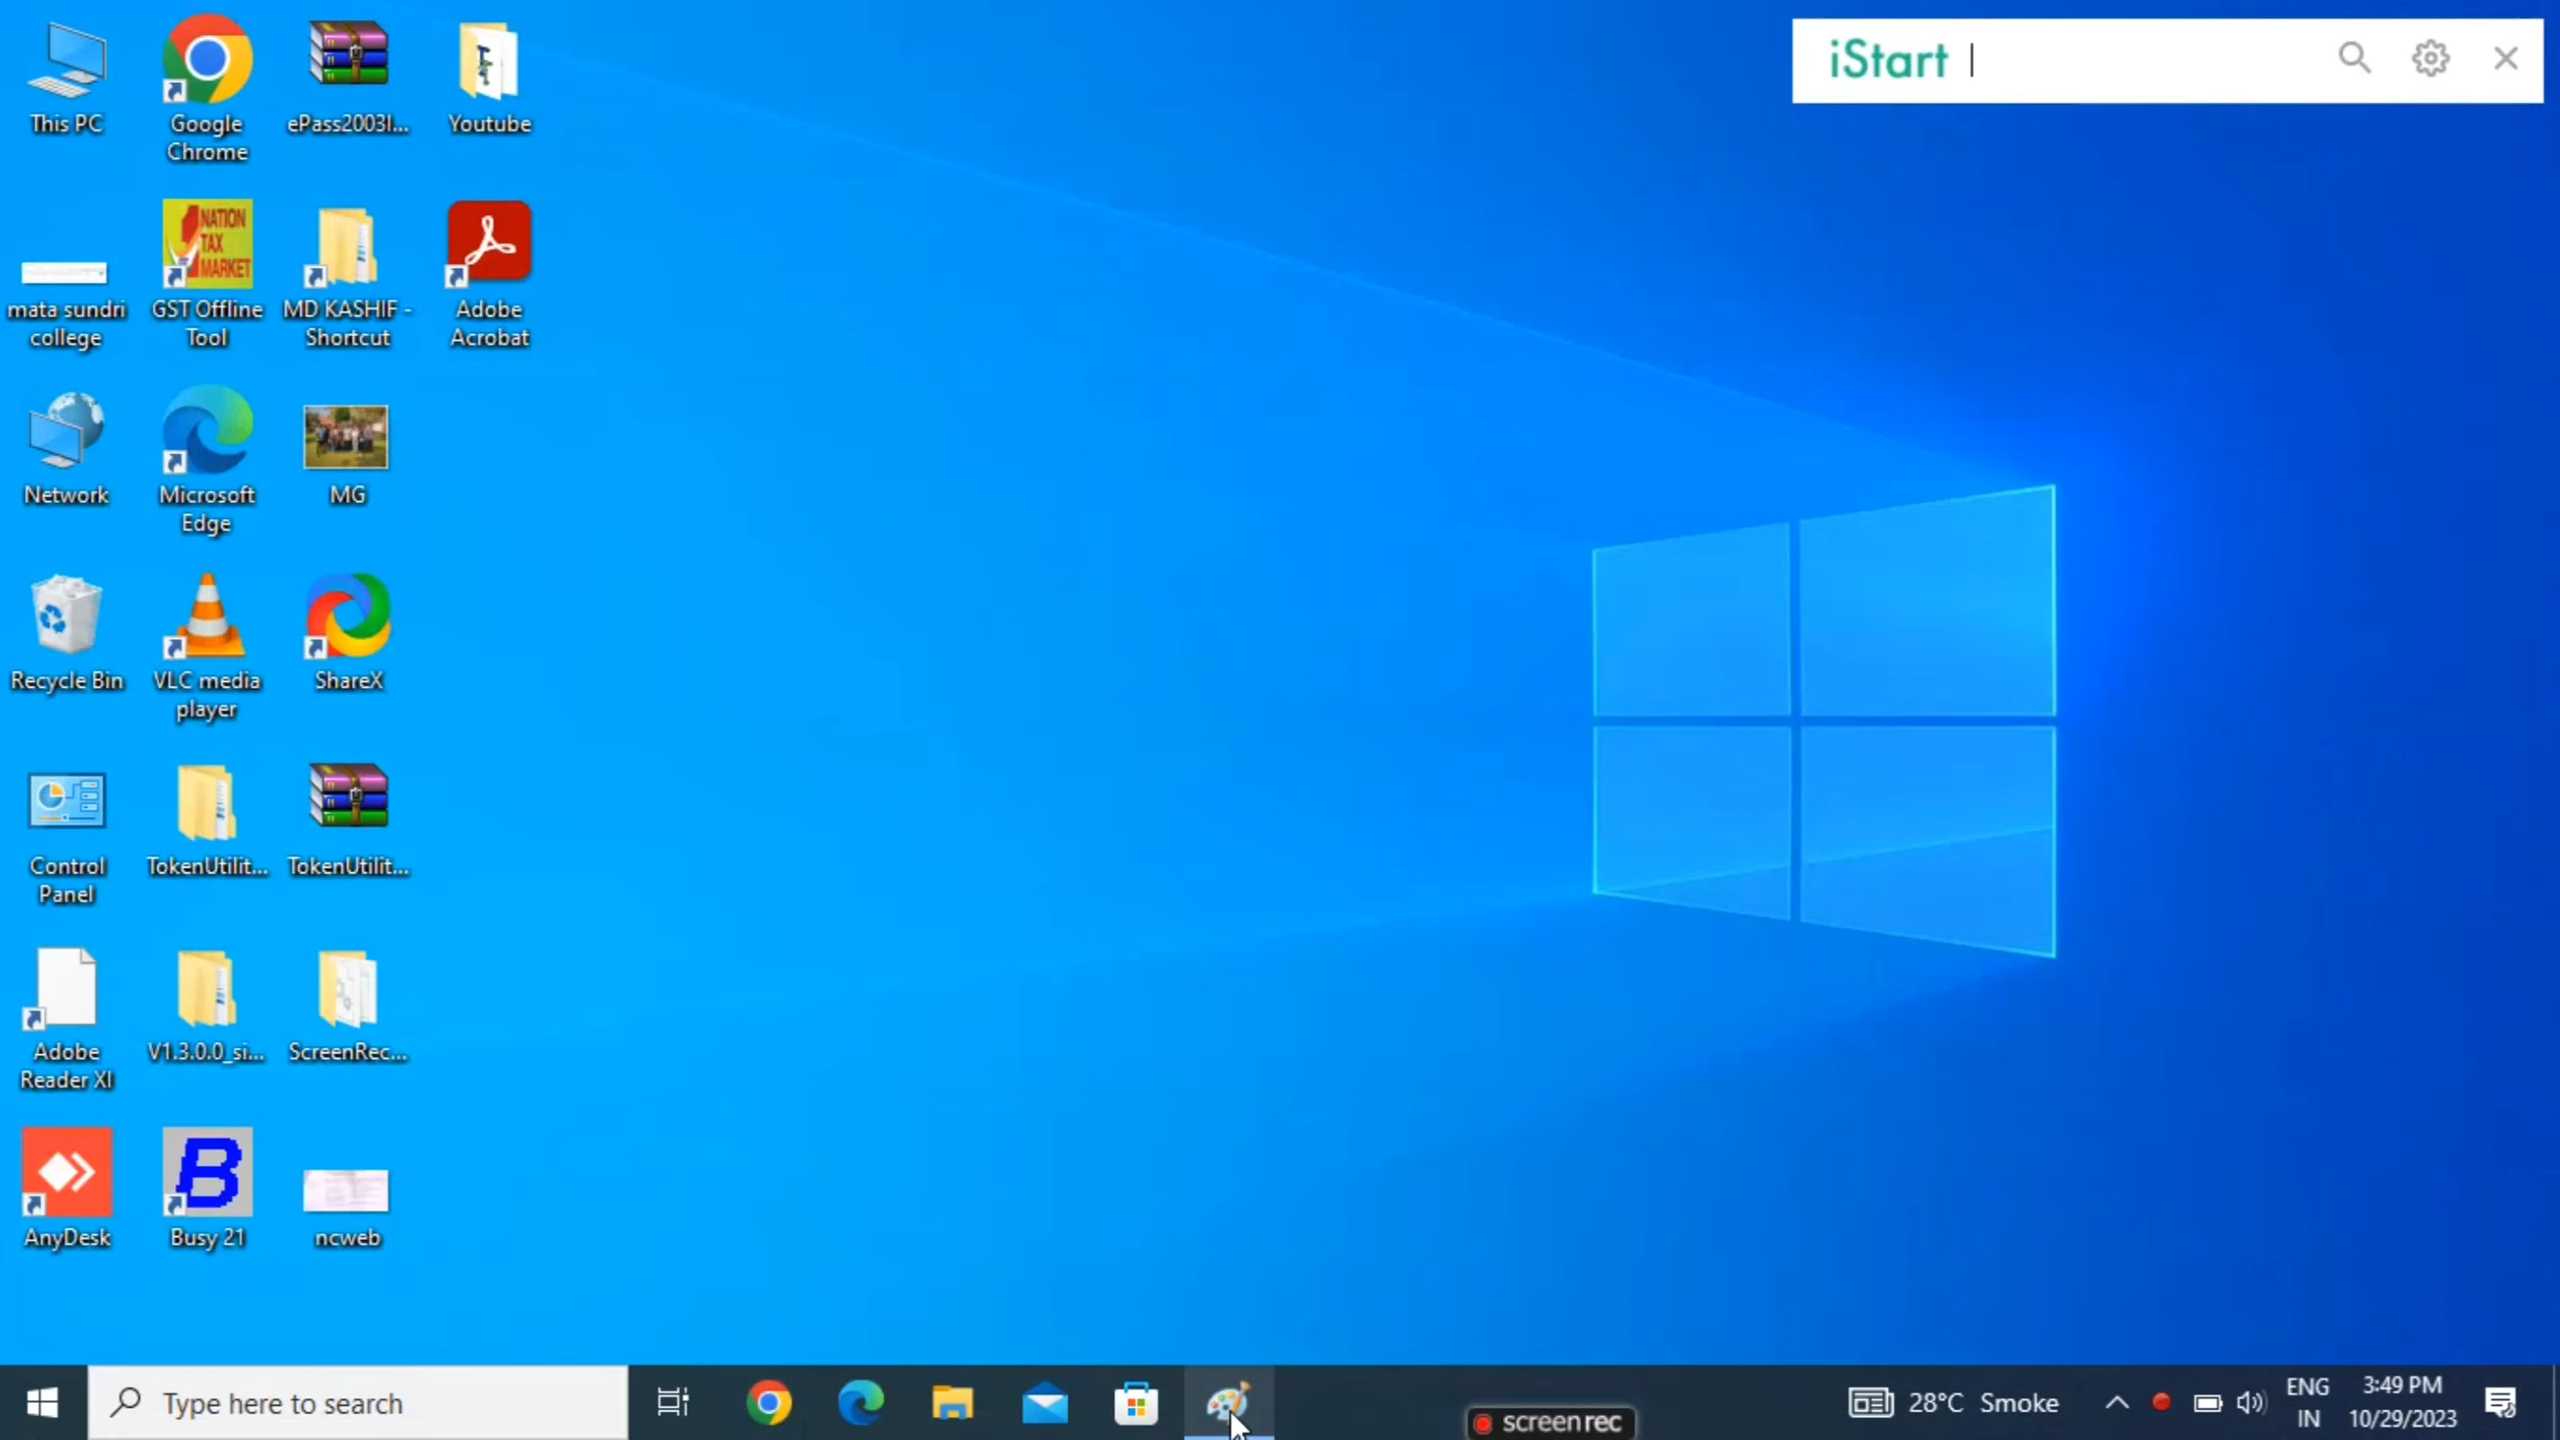 iStart
This PC
Google
Chrome
ePass2003I...
Youtube
NATION
TAX
MARKET
mata sundri
college
GST Offline
Tool
MD KASHIF -
Shortcut
Adobe
Acrobat
Network
Microsoft
Edge
MG
Recycle Bin
VLC media
player
ShareX
Control
Panel
TokenUtilit...
TokenUtilit...
Adobe
Reader XI
V1.3.0.0_si...
ScreenRec...
B
AnyDesk
Busy 21
ncweb
Type here to search
screenrec
28°C Smoke
ENG
IN
3:49 PM
10/29/2023